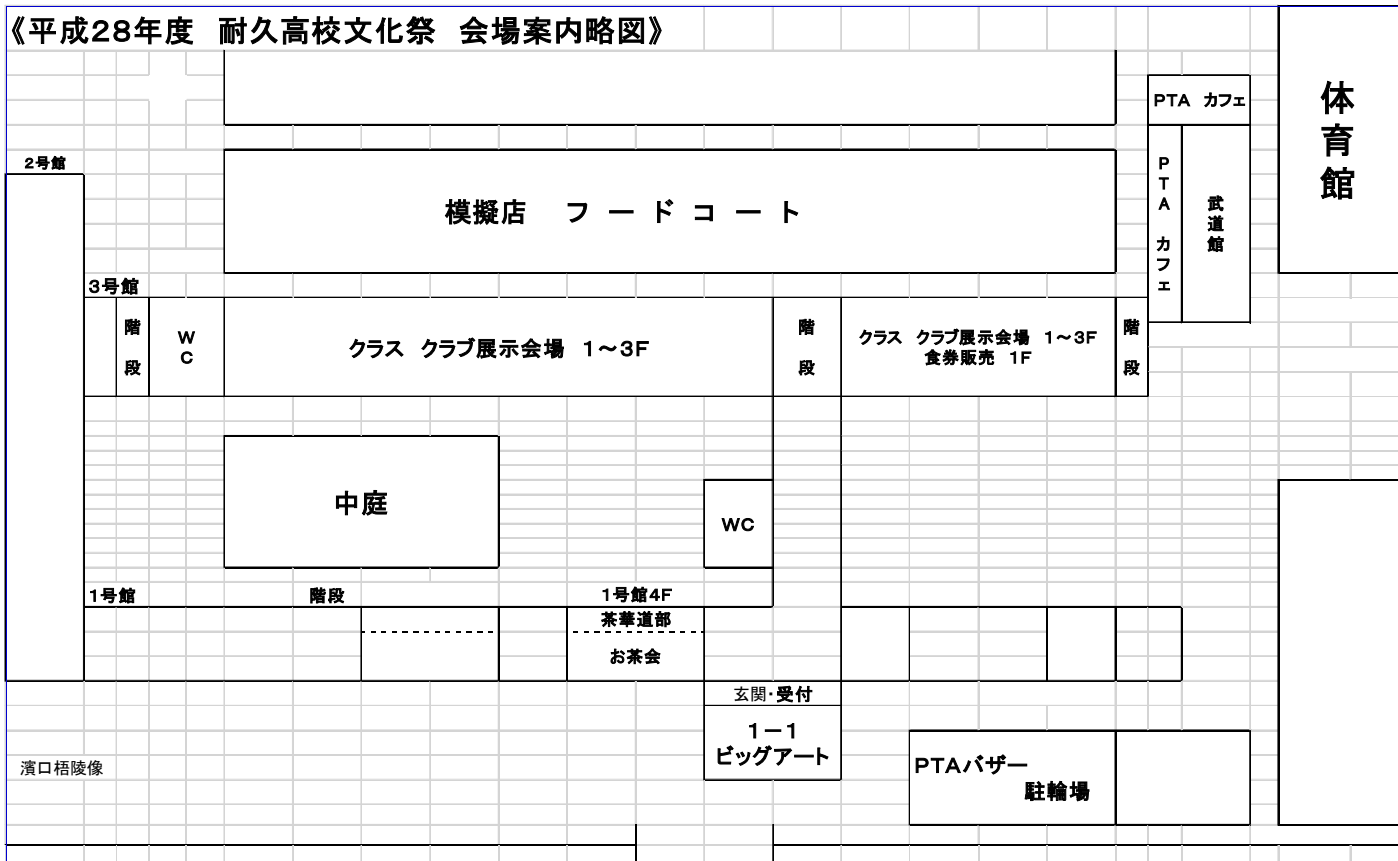 《平成28年度　耐久高校文化祭　会場案内略図》
体育館
PTA　カフェ
2号館
PTA　カフェ
武道館
模擬店　フードコート
3号館
階段
WC
クラス　クラブ展示会場　1～3F
階段
クラス　クラブ展示会場　1～3F
食券販売　1F
階段
中庭
WC
1号館
階段
1号館4F
茶華道部
お茶会
玄関・受付
1－1
ビッグアート
PTAバザー
駐輪場
濱口梧陵像